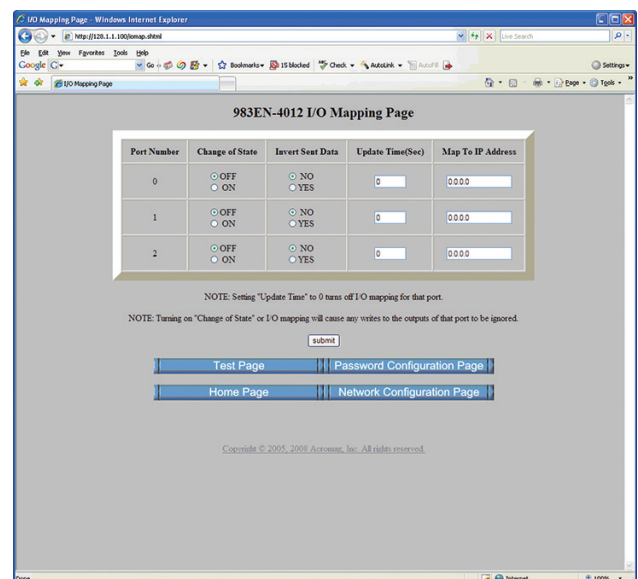 I/O Mapping Page - Windows Internet Explorer
http://128.1.1.100/iomap.shtml
Live Search
File Edit View Favorites Tools Help
Google G Go Bookmarks 15 blocked Check AutoLink AutoFill Settings
I/O Mapping Page Page Tools
983EN-4012 I/O Mapping Page
Port Number Change of State Invert Sent Data Update Time(Sec) Map To IP Address
0 OFF ON NO YES 0 0.0.0.0
1 OFF ON NO YES 0 0.0.0.0
2 OFF ON NO YES 0 0.0.0.0
NOTE: Setting "Update Time" to 0 turns off I/O mapping for that port.
NOTE: Turning on "Change of State" or I/O mapping will cause any writes to the outputs of that port to be ignored.
submit
Test Page Password Configuration Page
Home Page Network Configuration Page
Copyright © 2005, 2008 Acromag, Inc. All rights reserved.
Done Internet 100%